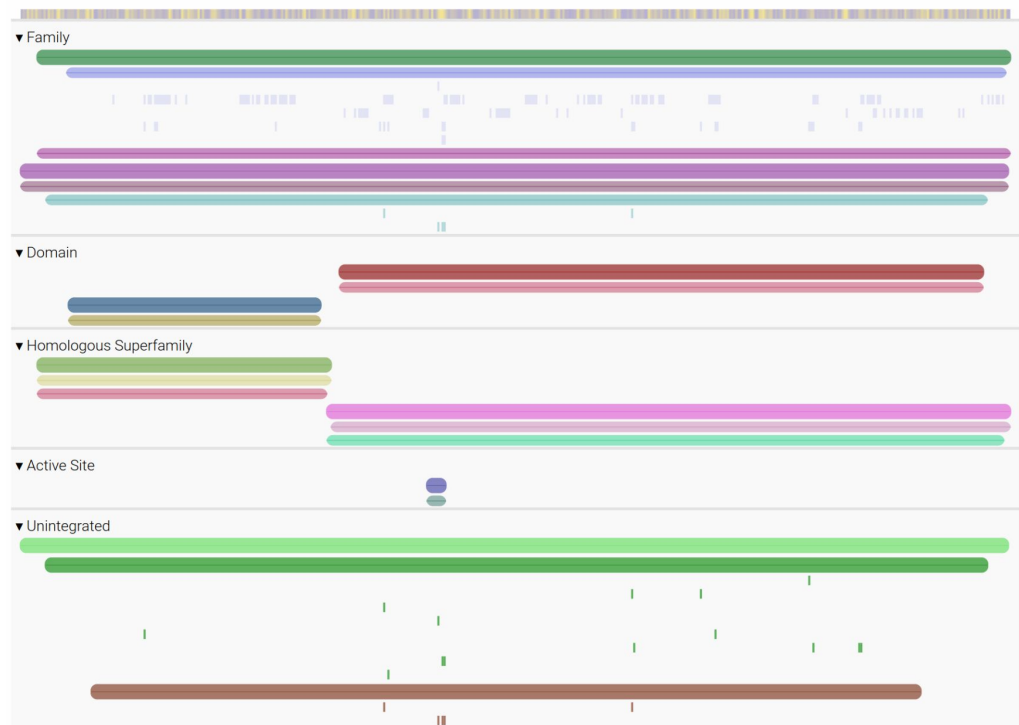 ▼ Family
▼ Domain
▼ Homologous Superfamily
▼ Active Site
▼ Unintegrated